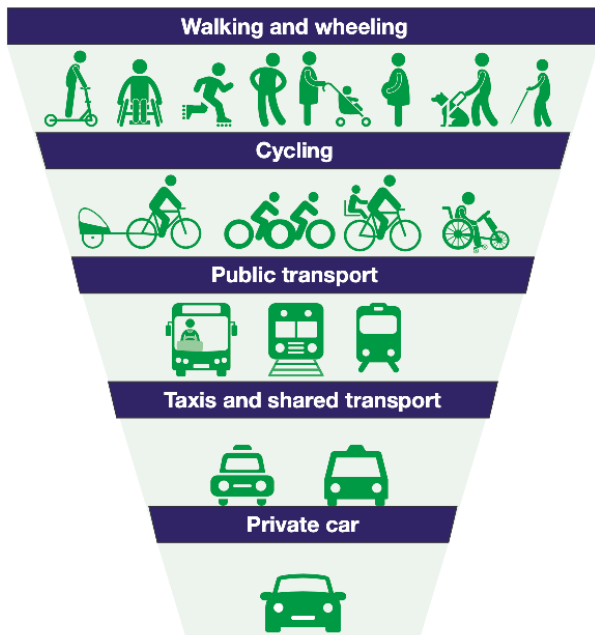 Walking and wheeling
Cycling
Public transport
Taxis and shared transport
Private car